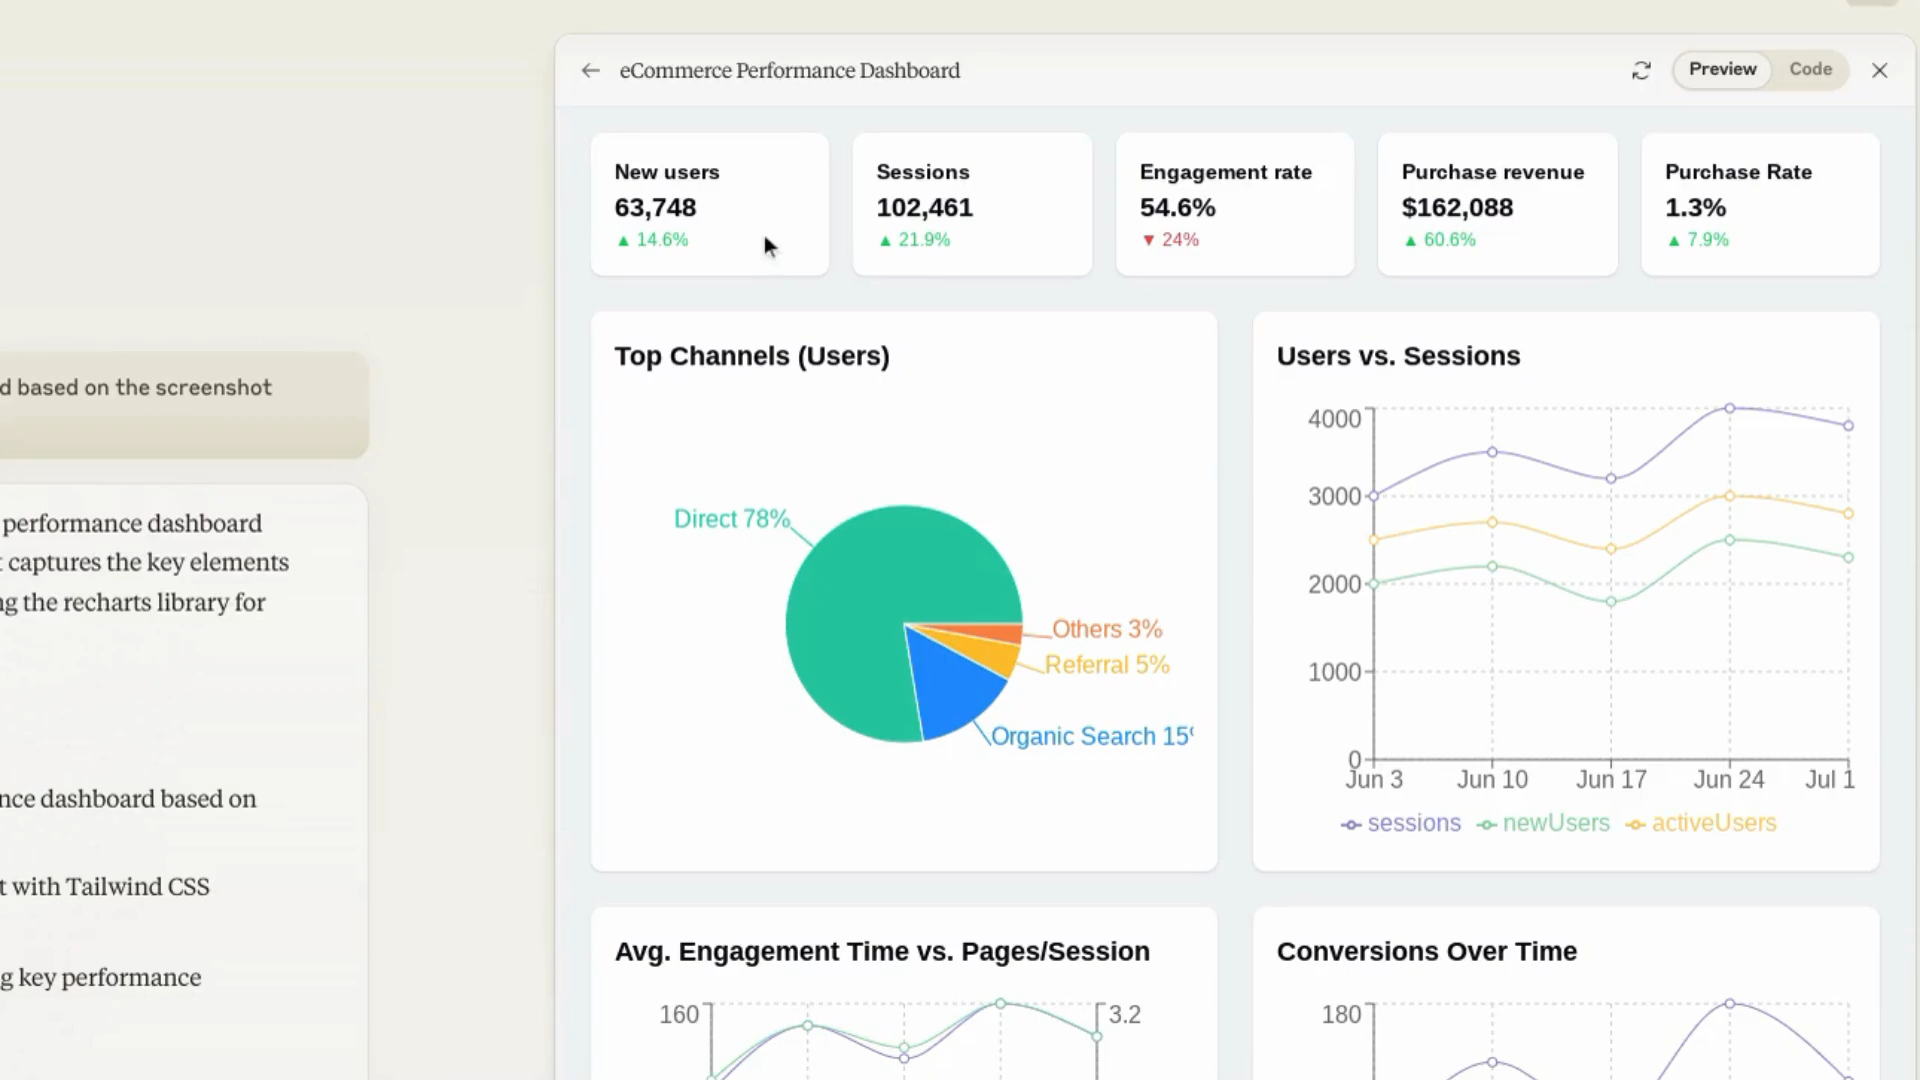 eCommerce Performance Dashboard
Preview
Code
New users
63,748
▲ 14.6%
Sessions
102,461
▲ 21.9%
Engagement rate
54.6%
▼ 24%
Purchase revenue
$162,088
▲ 60.6%
Purchase Rate
1.3%
▲ 7.9%
based on the screenshot
performance dashboard
captures the key elements
the recharts library for
dashboard based on
with Tailwind CSS
key performance
Top Channels (Users)
Direct 78%
Others 3%
Referral 5%
Organic Search 15
Users vs. Sessions
4000
3000
2000
1000
0
Jun 3 Jun 10 Jun 17 Jun 24 Jul 1
sessions newUsers activeUsers
Avg. Engagement Time vs. Pages/Session
160
3.2
Conversions Over Time
180